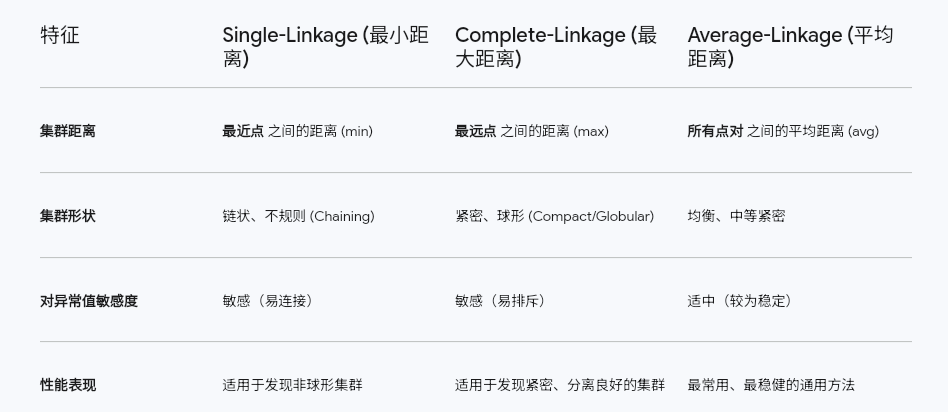 特征 Single-Linkage (最小距离) Complete-Linkage (最大距离) Average-Linkage (平均距离)
集群距离 最近点 之间的距离 (min) 最远点 之间的距离 (max) 所有点对 之间的平均距离 (avg)
集群形状 链状、不规则 (Chaining) 紧密、球形 (Compact/Globular) 均衡、中等紧密
对异常值敏感度 敏感（易连接） 敏感（易排斥） 适中（较为稳定）
性能表现 适用于发现非球形集群 适用于发现紧密、分离良好的集群 最常用、最稳健的通用方法